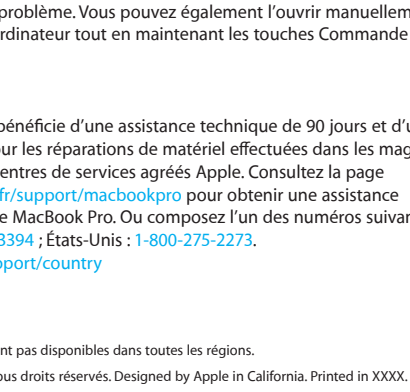 problème. Vous pouvez également l'ouvrir manuellem
rdinateur tout en maintenant les touches Commande
bénéficie d'une assistance technique de 90 jours et d'u
ur les réparations de matériel effectuées dans les mag
entres de services agréés Apple. Consultez la page
fr/support/macbookpro pour obtenir une assistance
e MacBook Pro. Ou composez l'un des numéros suivan
3394 ; États-Unis : 1-800-275-2273.
pport/country
nt pas disponibles dans toutes les régions.
ous droits réservés. Designed by Apple in California. Printed in XXXX.